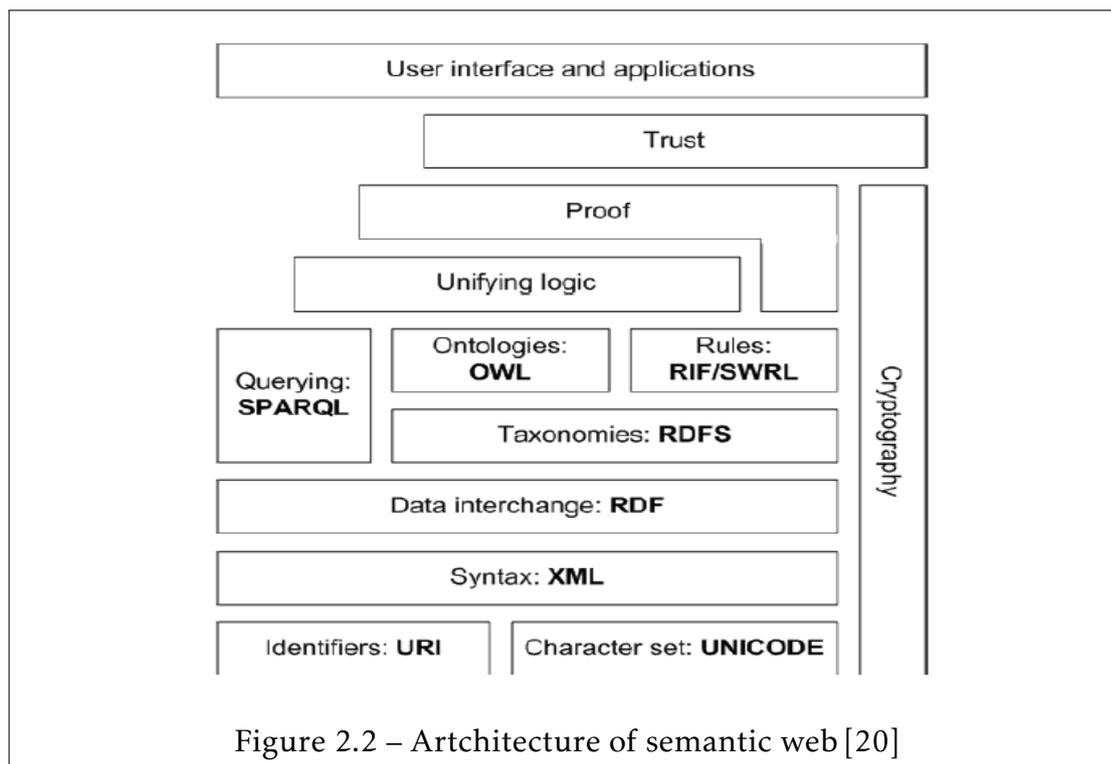 User interface and applications
Trust
Proof
Unifying logic
Ontologies:
OWL
Rules:
RIF/SWRL
Querying:
SPARQL
Taxonomies: RDFS
Cryptography
Data interchange: RDF
Syntax: XML
Identifiers: URI
Character set: UNICODE
Figure 2.2 – Artchitecture of semantic web [20]